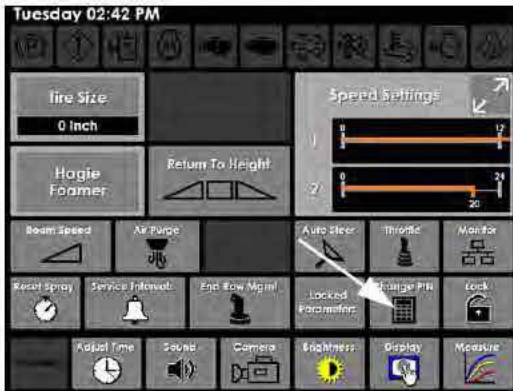 Tuesday 02:42 PM
Tire Size
0 Inch
Speed Settings
1
0
12
Hagie
Foamer
Return To Height
2
0
24
20
Boom Speed
Air Purge
Auto Steer
Throttle
Monitor
Reset Spray
Service Intervals
End Row Mgmt
Locked
Parameters
Change PIN
Lock
Adjust Time
Sound
Camera
Brightness
Display
Measure